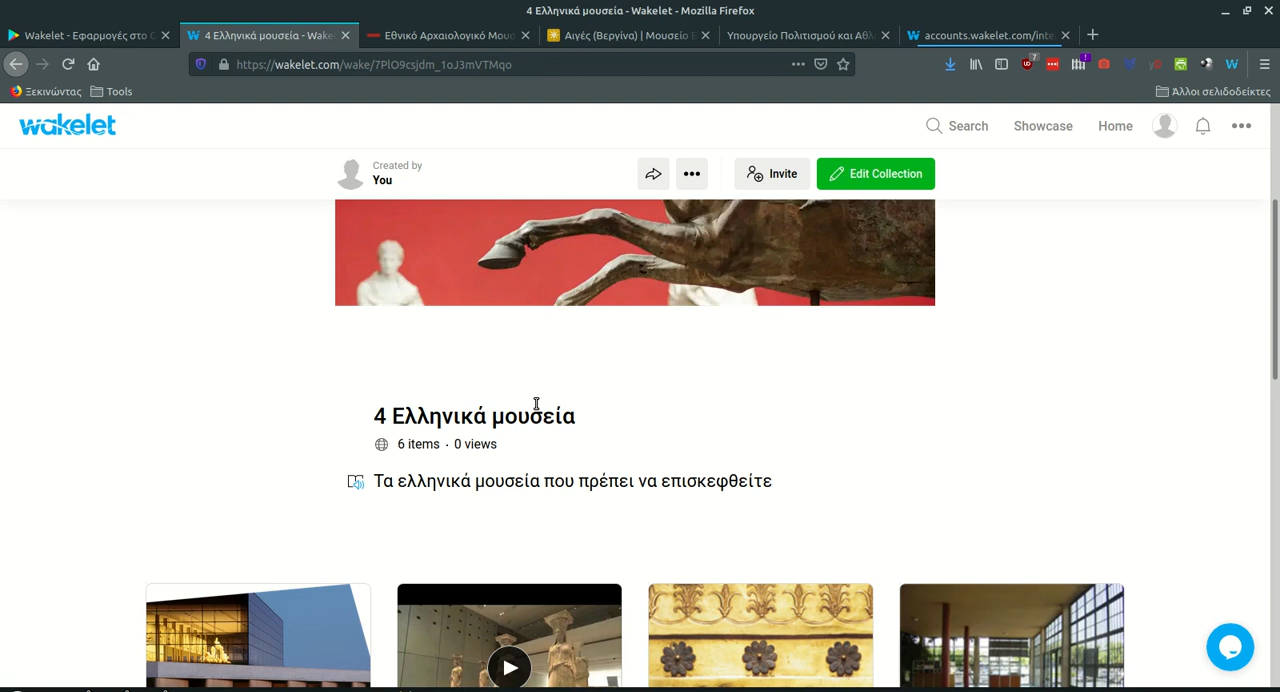 4 Ελληνικά μουσεία - Wakelet - Mozilla Firefox
Wakelet - Εφαρμογές στο
4 Ελληνικά μουσεία - Wake
Εθνικό Αρχαιολογικό Μου
Αιγές (Βεργίνα) | Μουσείο
Υπουργείο Πολιτισμού και Αθλ
accounts.wakelet.com/inte
https://wakelet.com/wake/7PlO9csjdm_1oJ3mVTMqo
Ξεκινώντας
Tools
Άλλοι σελιδοδείκτες
wakelet
Search
Showcase
Home
Created by
You
Invite
Edit Collection
4 Ελληνικά μουσεία
6 items · 0 views
Τα ελληνικά μουσεία που πρέπει να επισκεφθείτε